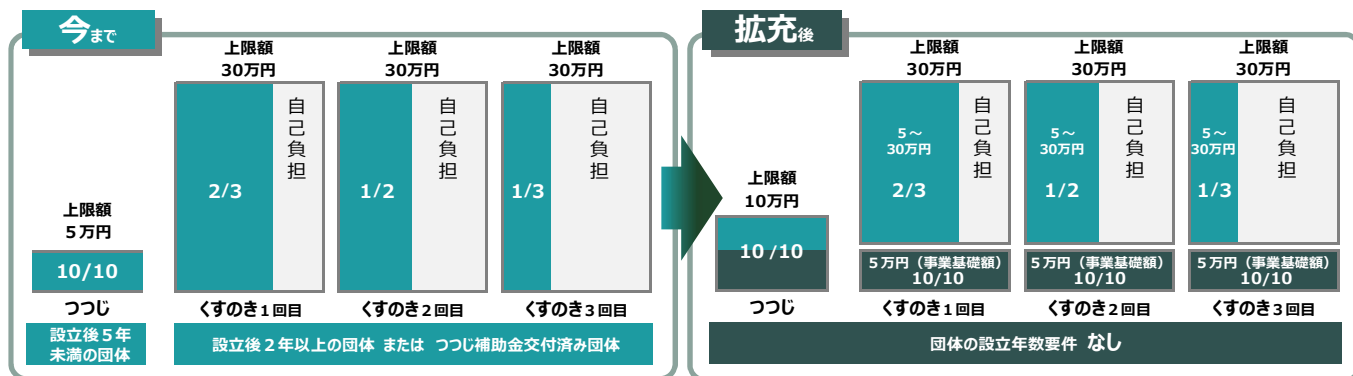 今まで
上限額
30万円
上限額
30万円
上限額
30万円
自己負担
自己負担
自己負担
2/3
1/2
1/3
上限額
5万円
10/10
つつじ
くすのき1回目
くすのき2回目
くすのき3回目
設立後5年
未満の団体
設立後2年以上の団体 または つつじ補助金交付済み団体
拡充後
上限額
30万円
上限額
30万円
上限額
30万円
5～
30万円
2/3
自己負担
5～
30万円
1/2
自己負担
5～
30万円
1/3
自己負担
上限額
10万円
10/10
5万円（事業基礎額）
10/10
5万円（事業基礎額）
10/10
5万円（事業基礎額）
10/10
つつじ
くすのき1回目
くすのき2回目
くすのき3回目
団体の設立年数要件 なし